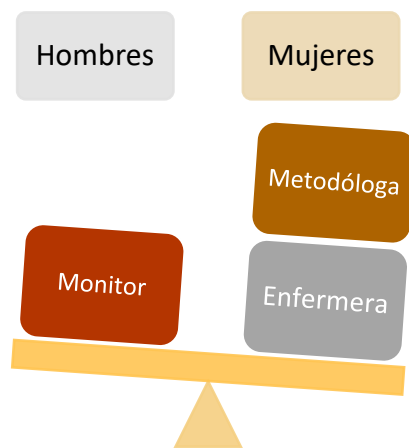 Hombres
Mujeres
Metodóloga
Monitor
Enfermera